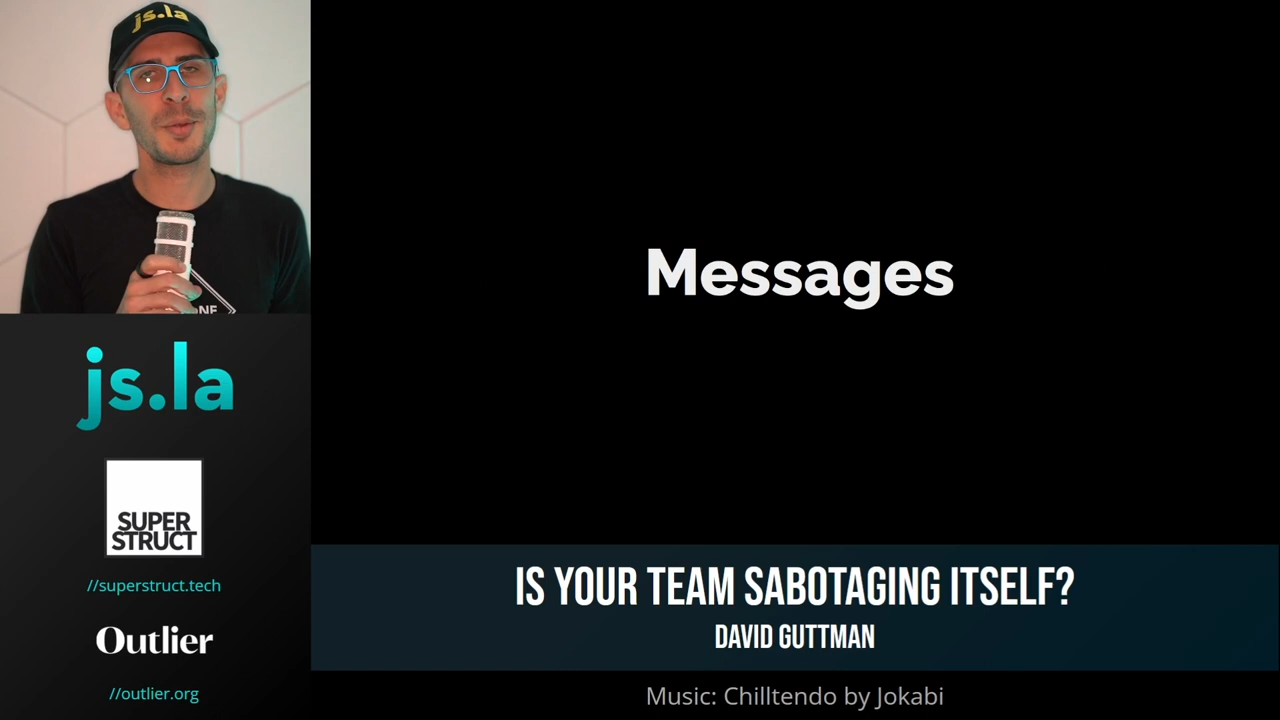 js.la
NE
js.la
SUPER
STRUCT
//superstruct.tech
Outlier
//outlier.org
Messages
IS YOUR TEAM SABOTAGING ITSELF?
DAVID GUTTMAN
Music: Chilltendo by Jokabi